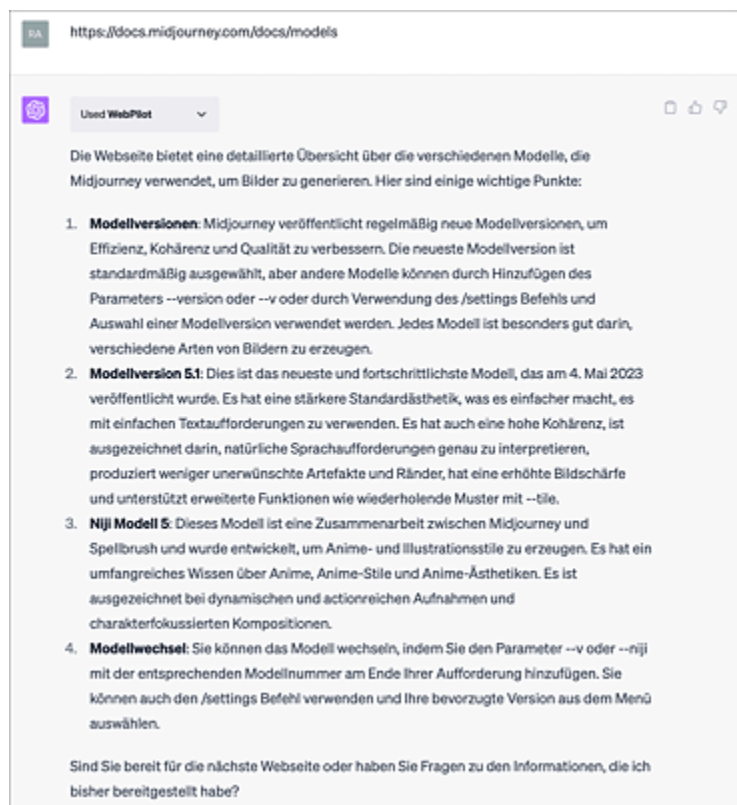 RA
https://docs.midjourney.com/docs/models
Used WebPilot
Die Webseite bietet eine detaillierte Übersicht über die verschiedenen Modelle, die
Midjourney verwendet, um Bilder zu generieren. Hier sind einige wichtige Punkte:
1. Modellversionen: Midjourney veröffentlicht regelmäßig neue Modellversionen, um
Effizienz, Kohärenz und Qualität zu verbessern. Die neueste Modellversion ist
standardmäßig ausgewählt, aber andere Modelle können durch Hinzufügen des
Parameters --version oder --v oder durch Verwendung des /settings Befehls und
Auswahl einer Modellversion verwendet werden. Jedes Modell ist besonders gut darin,
verschiedene Arten von Bildern zu erzeugen.
2. Modellversion 5.1: Dies ist das neueste und fortschrittlichste Modell, das am 4. Mai 2023
veröffentlicht wurde. Es hat eine stärkere Standardästhetik, was es einfacher macht, es
mit einfachen Textaufforderungen zu verwenden. Es hat auch eine hohe Kohärenz, ist
ausgezeichnet darin, natürliche Sprachaufforderungen genau zu interpretieren,
produziert weniger unerwünschte Artefakte und Ränder, hat eine erhöhte Bildschärfe
und unterstützt erweiterte Funktionen wie wiederholende Muster mit --tile.
3. Niji Modell 5: Dieses Modell ist eine Zusammenarbeit zwischen Midjourney und
Spellbrush und wurde entwickelt, um Anime- und Illustrationsstile zu erzeugen. Es hat ein
umfangreiches Wissen über Anime, Anime-Stile und Anime-Ästhetiken. Es ist
ausgezeichnet bei dynamischen und actionreichen Aufnahmen und
charakterfokussierten Kompositionen.
4. Modellwechsel: Sie können das Modell wechseln, indem Sie den Parameter --v oder --niji
mit der entsprechenden Modellnummer am Ende Ihrer Aufforderung hinzufügen. Sie
können auch den /settings Befehl verwenden und Ihre bevorzugte Version aus dem Menü
auswählen.
Sind Sie bereit für die nächste Webseite oder haben Sie Fragen zu den Informationen, die ich
bisher bereitgestellt habe?